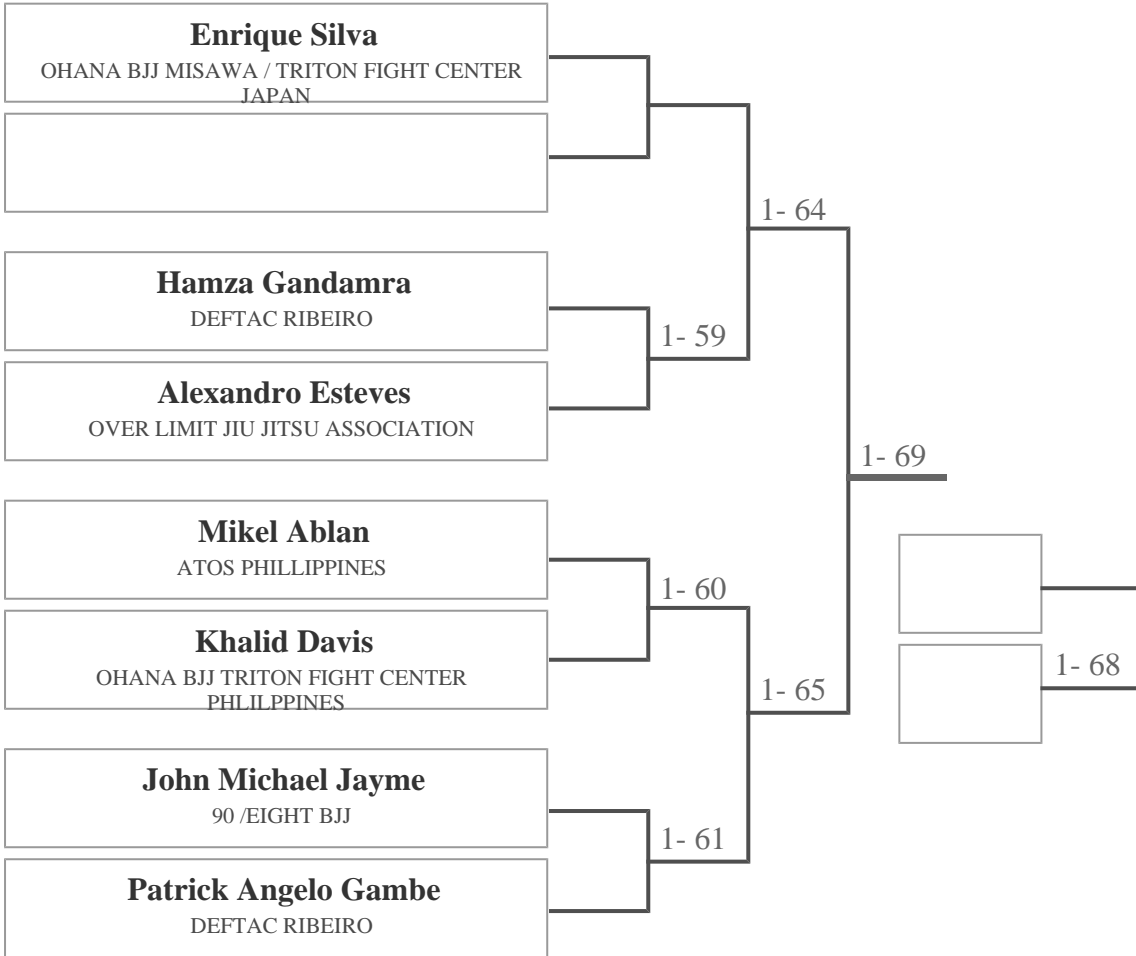 Enrique Silva
OHANA BJJ MISAWA / TRITON FIGHT CENTER
JAPAN
1- 64
Hamza Gandamra
DEFTAC RIBEIRO
1- 59
Alexandro Esteves
OVER LIMIT JIU JITSU ASSOCIATION
1- 69
Mikel Ablan
ATOS PHILLIPPINES
1- 60
Khalid Davis
OHANA BJJ TRITON FIGHT CENTER
PHLILPPINES
1- 65
1- 68
John Michael Jayme
90 /EIGHT BJJ
1- 61
Patrick Angelo Gambe
DEFTAC RIBEIRO